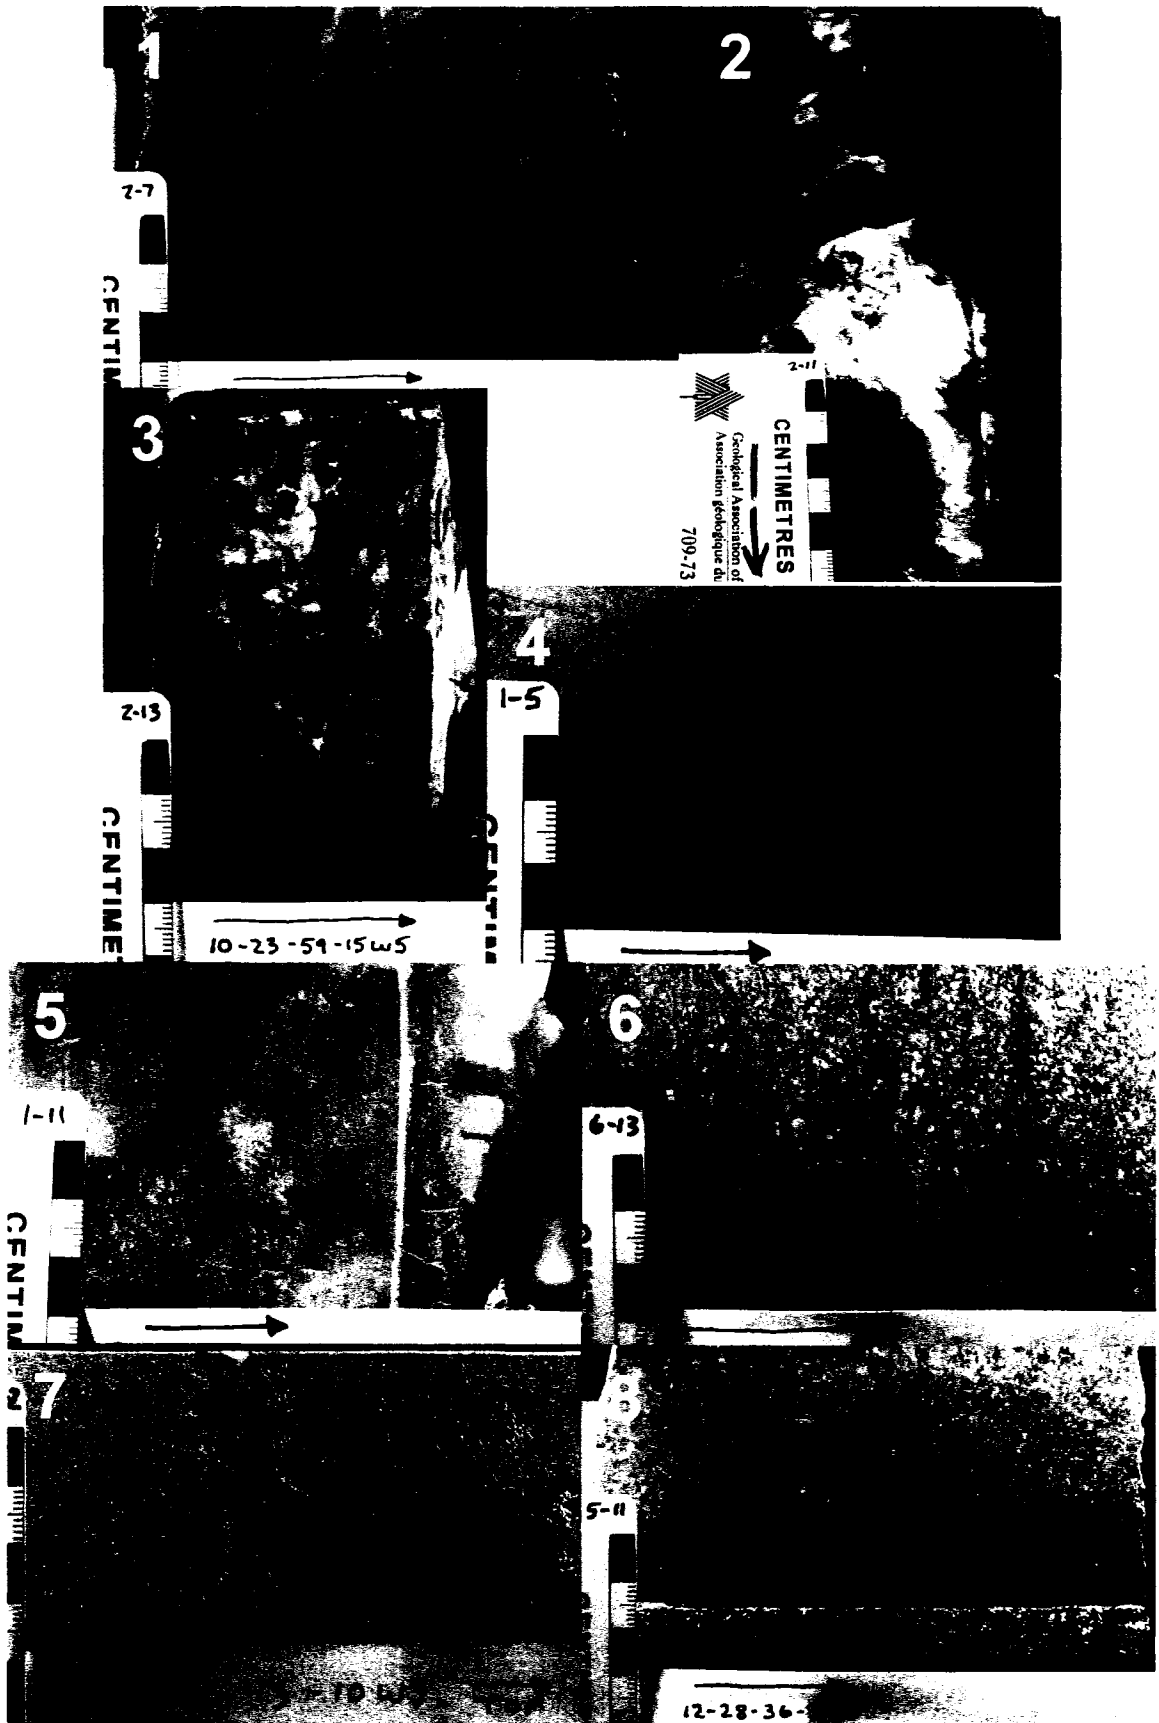 1
2
2-7
CENTIM
2-11
CENTIMETRES
Geological Association of
Association géologique du
709-73
3
2-13
CENTIME
10-23-59-15W5
4
1-5
CENTIM
5
1-11
CENTIM
6
6-13
7
8
5-11
12-28-36-